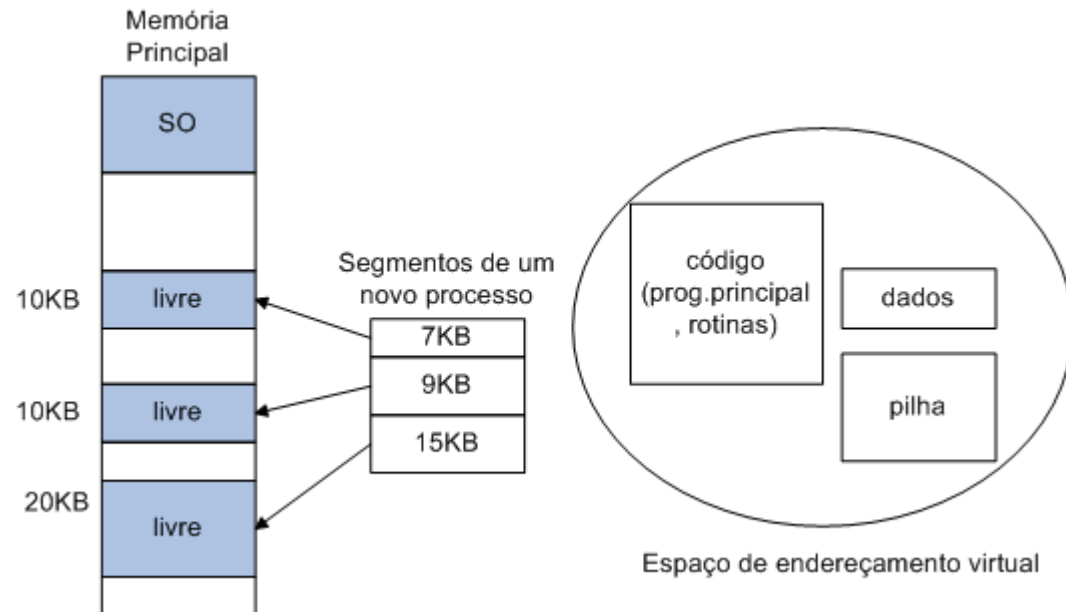 Memória
Principal
SO
10KB
livre
10KB
livre
20KB
livre
Segmentos de um
novo processo
7KB
9KB
15KB
código
(prog.principal
, rotinas)
dados
pilha
Espaço de endereçamento virtual